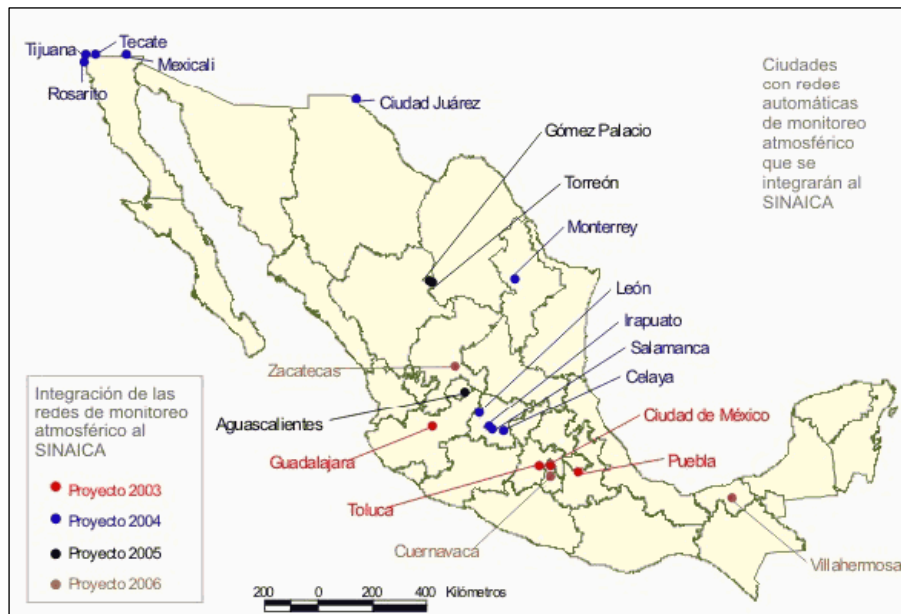 Tijuana
Tecate
Mexicali
Rosarito
Ciudad Juárez
Ciudades
con redes
automáticas
de monitoreo
atmosférico
que se
integrarán al
SINAICA
Gómez Palacio
Torreón
Monterrey
León
Irapuato
Salamanca
Celaya
Zacatecas
Aguascalientes
Ciudad de México
Guadalajara
Puebla
Toluca
Cuernavaca
Villahermosa
Integración de las
redes de monitoreo
atmosférico al
SINAICA
Proyecto 2003
Proyecto 2004
Proyecto 2005
Proyecto 2006
200 0 200 400 Kilómetros